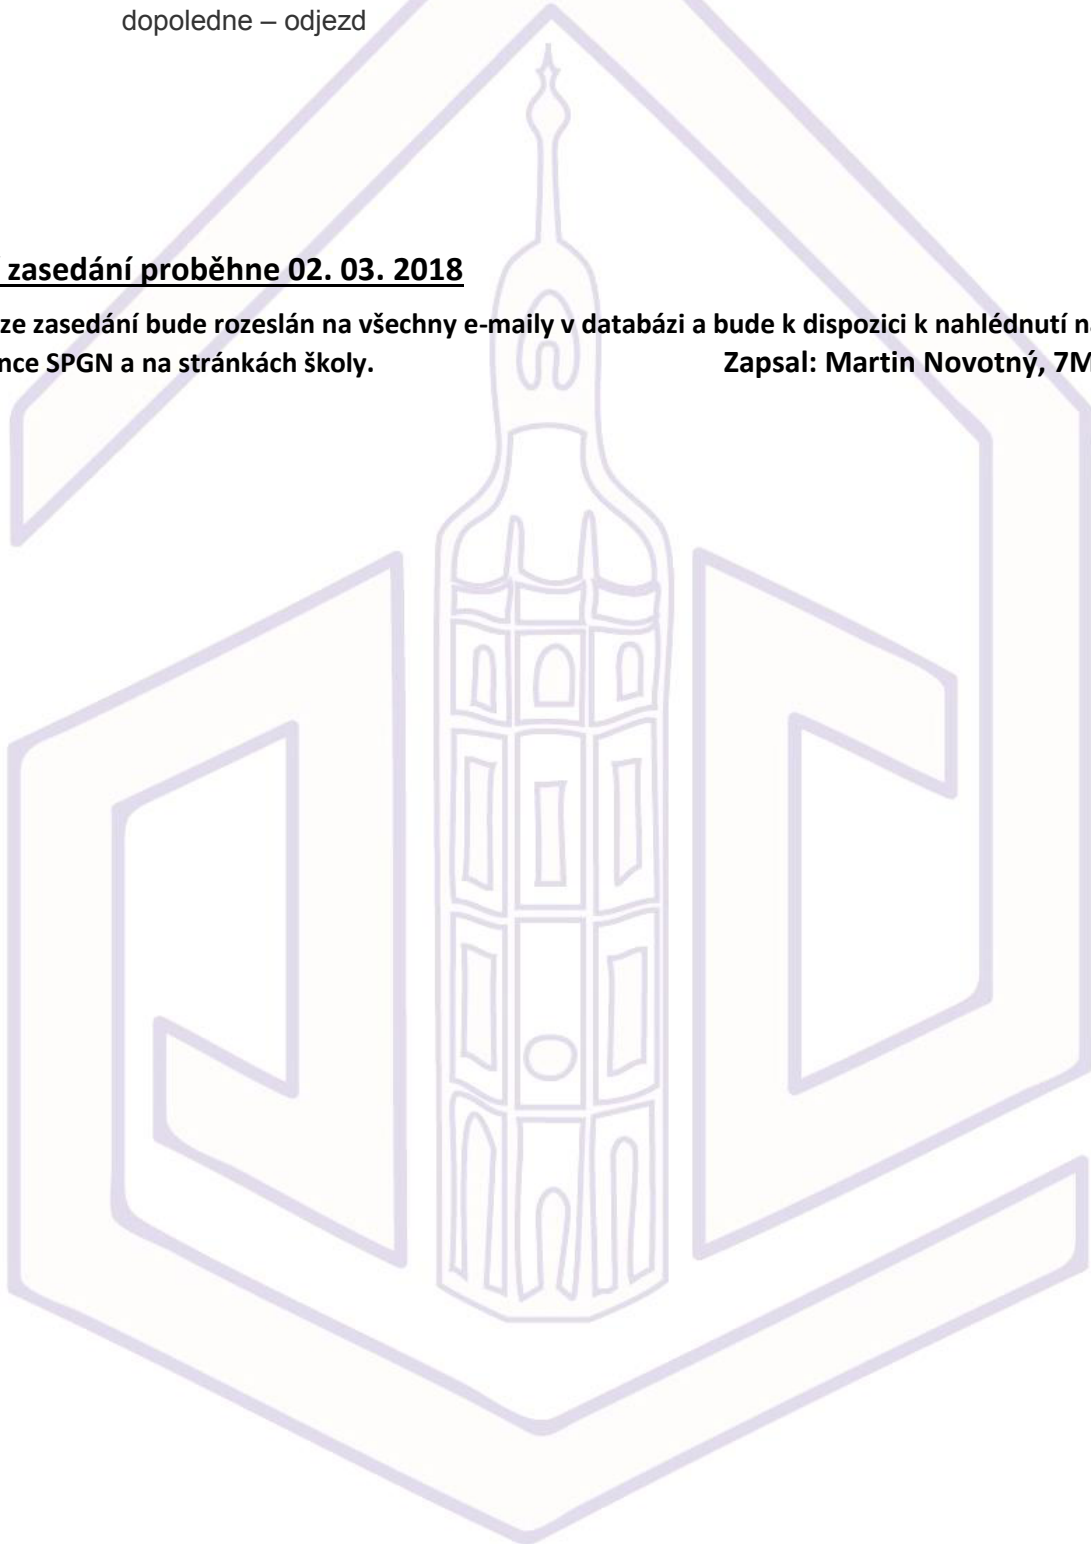 dopoledne – odjezd
zasedání proběhne 02. 03. 2018
ze zasedání bude rozeslán na všechny e-maily v databázi a bude k dispozici k nahlédnutí
SPGN a na stránkách školy. Zapsal: Martin Novotný, 7M